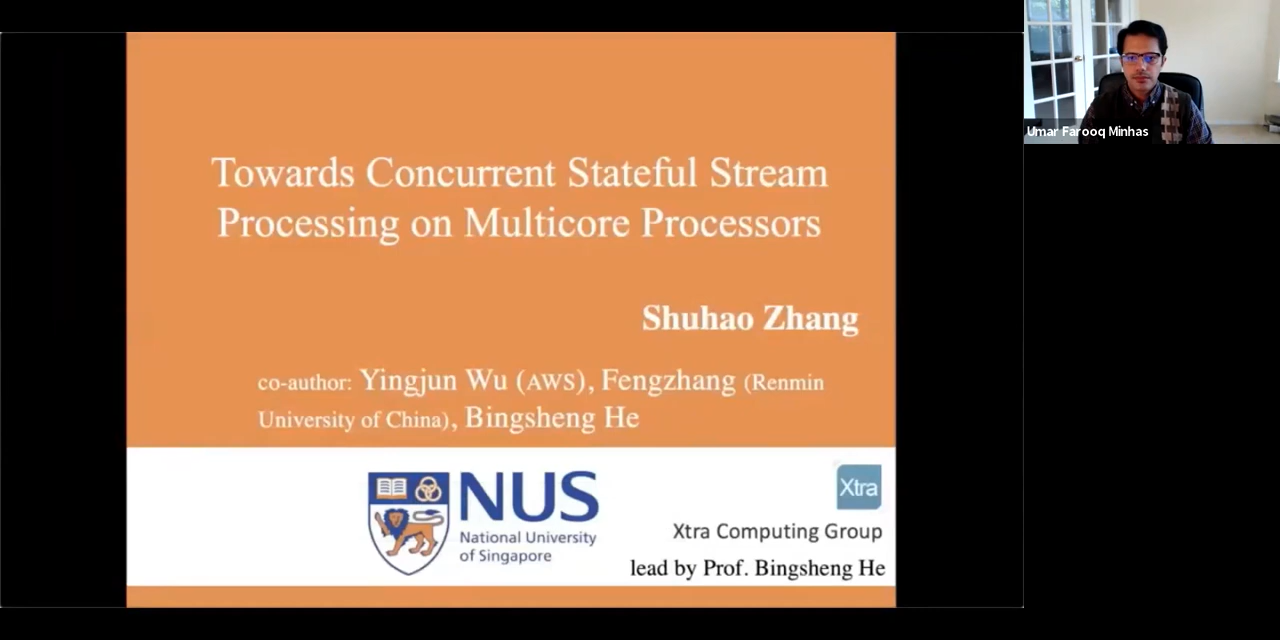 Towards Concurrent Stateful Stream
Processing on Multicore Processors
Shuhao Zhang
co-author: Yingjun Wu (AWS), Fengzhang (Renmin
University of China), Bingsheng He
NUS
National University
of Singapore
Xtra
Xtra Computing Group
lead by Prof. Bingsheng He
Umar Farooq Minhas